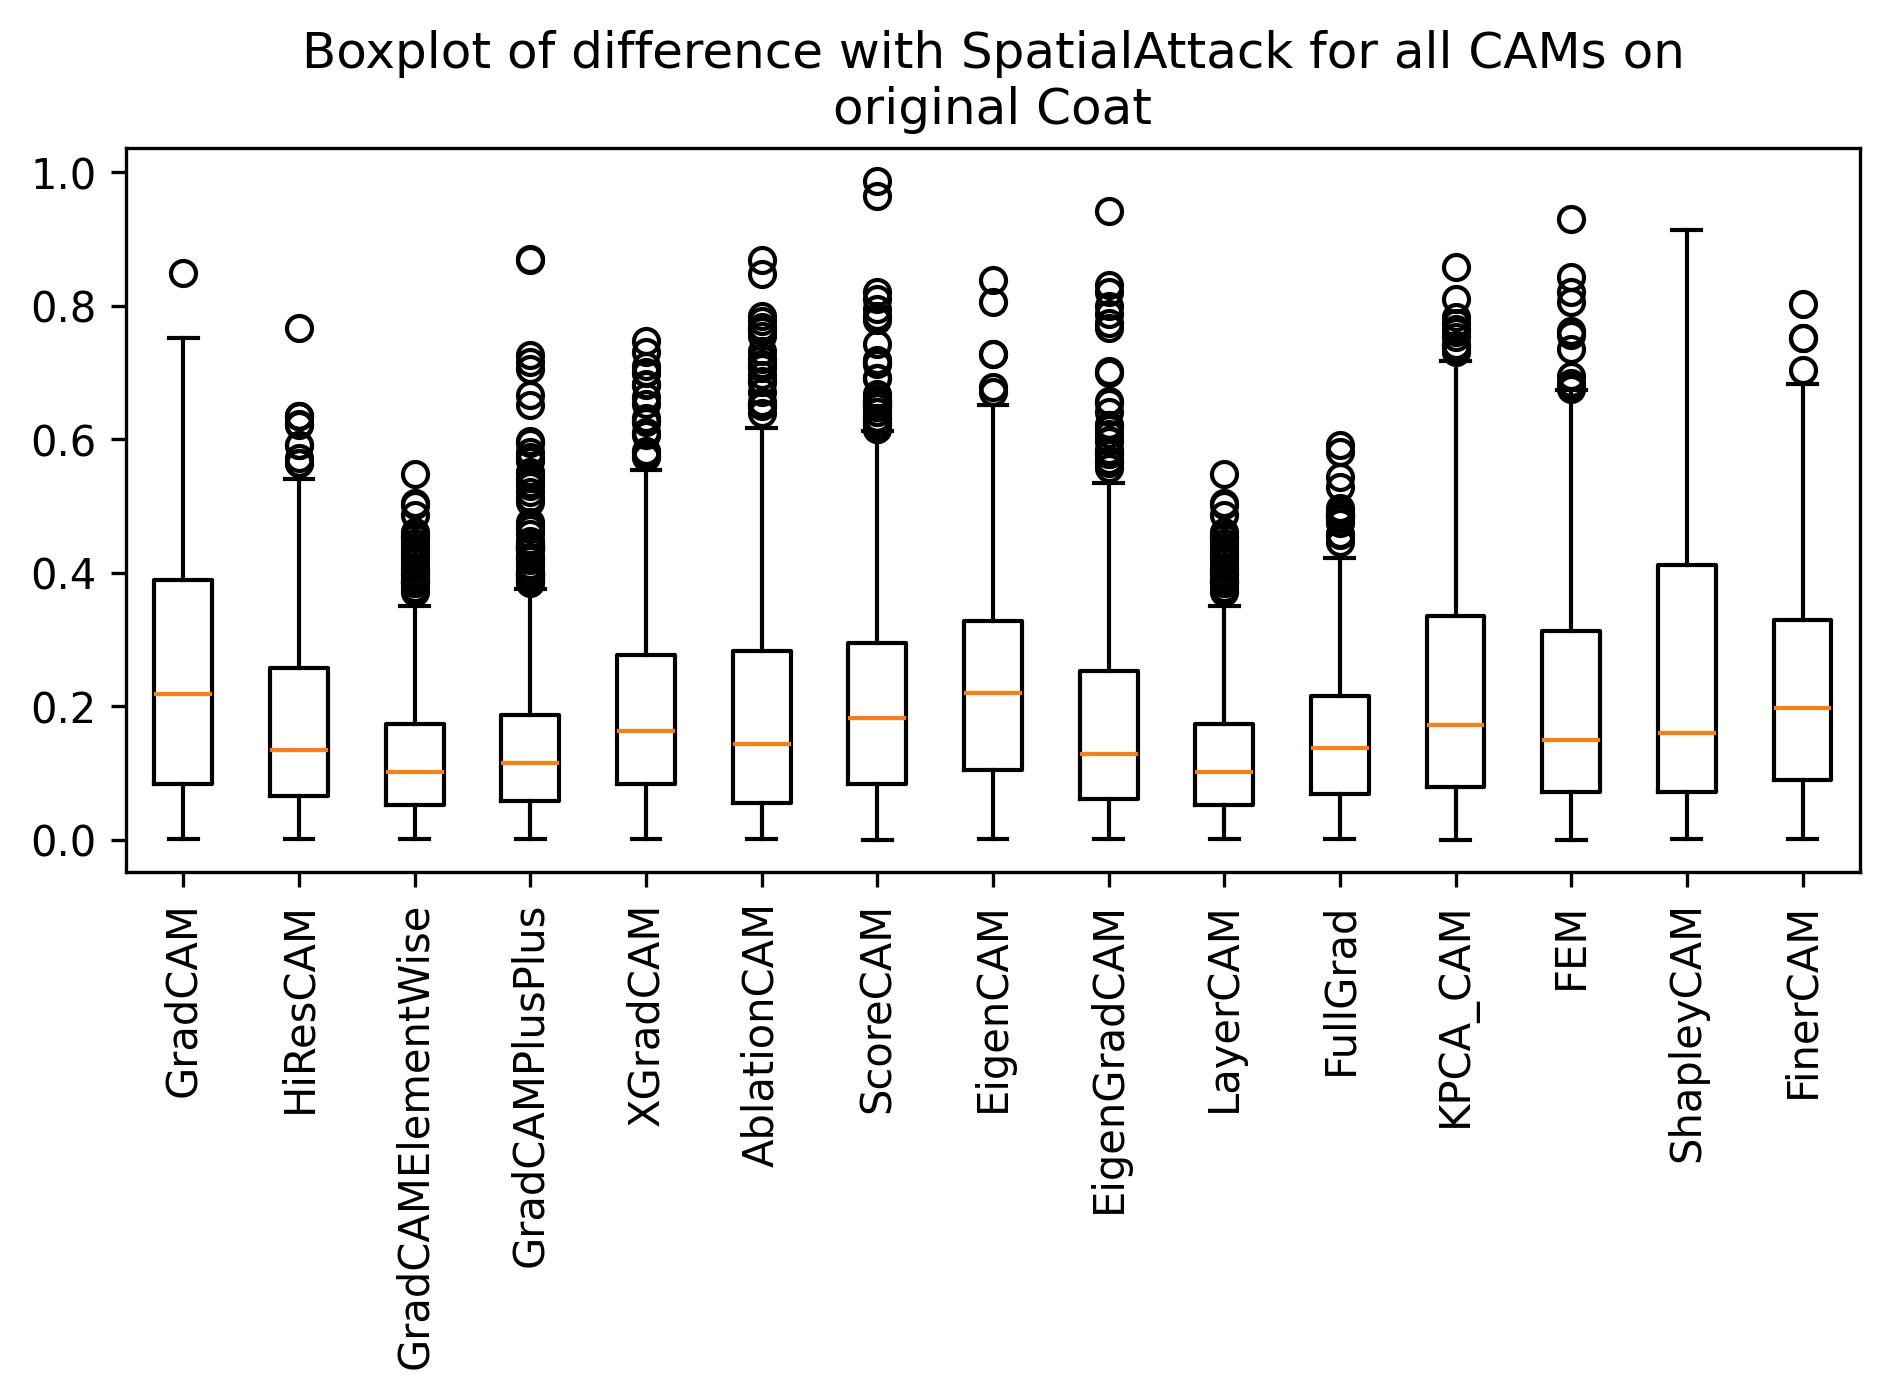 Boxplot of difference with SpatialAttack for all CAMs on
original Coat
1.0
0.8
0.6
0.4
0.2
0.0
GradCAM
HiResCAM
GradCAMElementWise
GradCAMPlusPlus
XGradCAM
AblationCAM
ScoreCAM
EigenCAM
EigenGradCAM
LayerCAM
FullGrad
KPCA_CAM
FEM
ShapleyCAM
FinerCAM